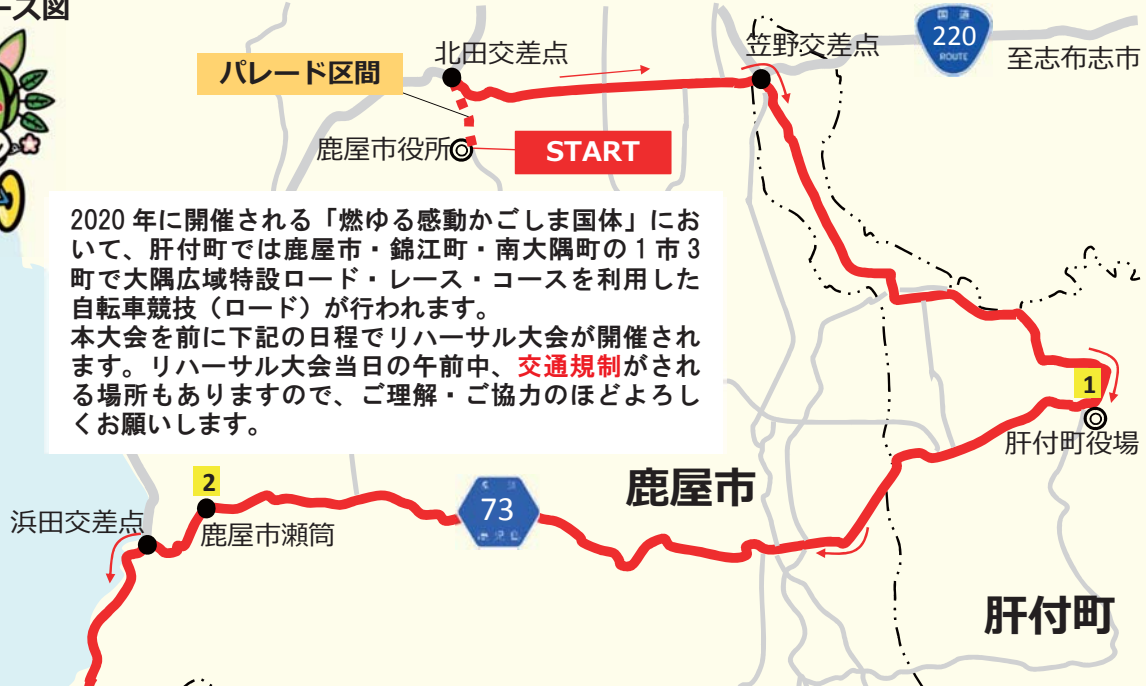 ース図
国道
220
ROUTE
北田交差点
笠野交差点
至志布志市
パレード区間
鹿屋市役所
START
2020 年に開催される「燃ゆる感動かごしま国体」にお
いて、肝付町では鹿屋市・錦江町・南大隅町の 1 市 3
町で大隅広域特設ロード・レース・コースを利用した
自転車競技（ロード）が行われます。
本大会を前に下記の日程でリハーサル大会が開催され
ます。リハーサル大会当日の午前中、交通規制がされ
る場所もありますので、ご理解・ご協力のほどよろし
くお願いします。
1
肝付町役場
鹿屋市
2
73
浜田交差点
鹿屋市瀬筒
肝付町